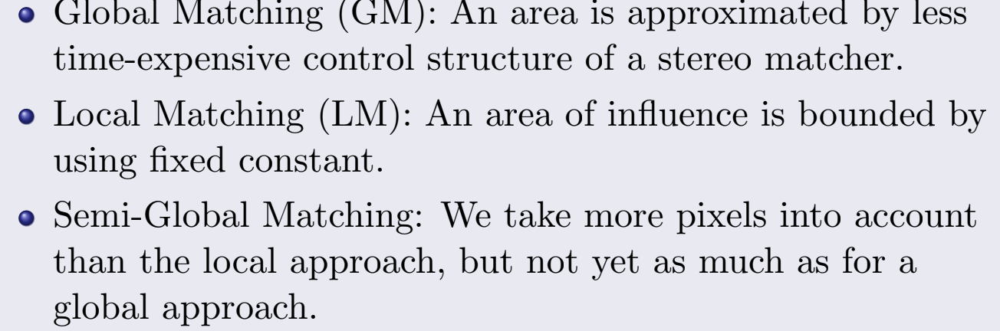 Global Matching (GM): An area is approximated by less
time-expensive control structure of a stereo matcher.
Local Matching (LM): An area of influence is bounded by
using fixed constant.
Semi-Global Matching: We take more pixels into account
than the local approach, but not yet as much as for a
global approach.